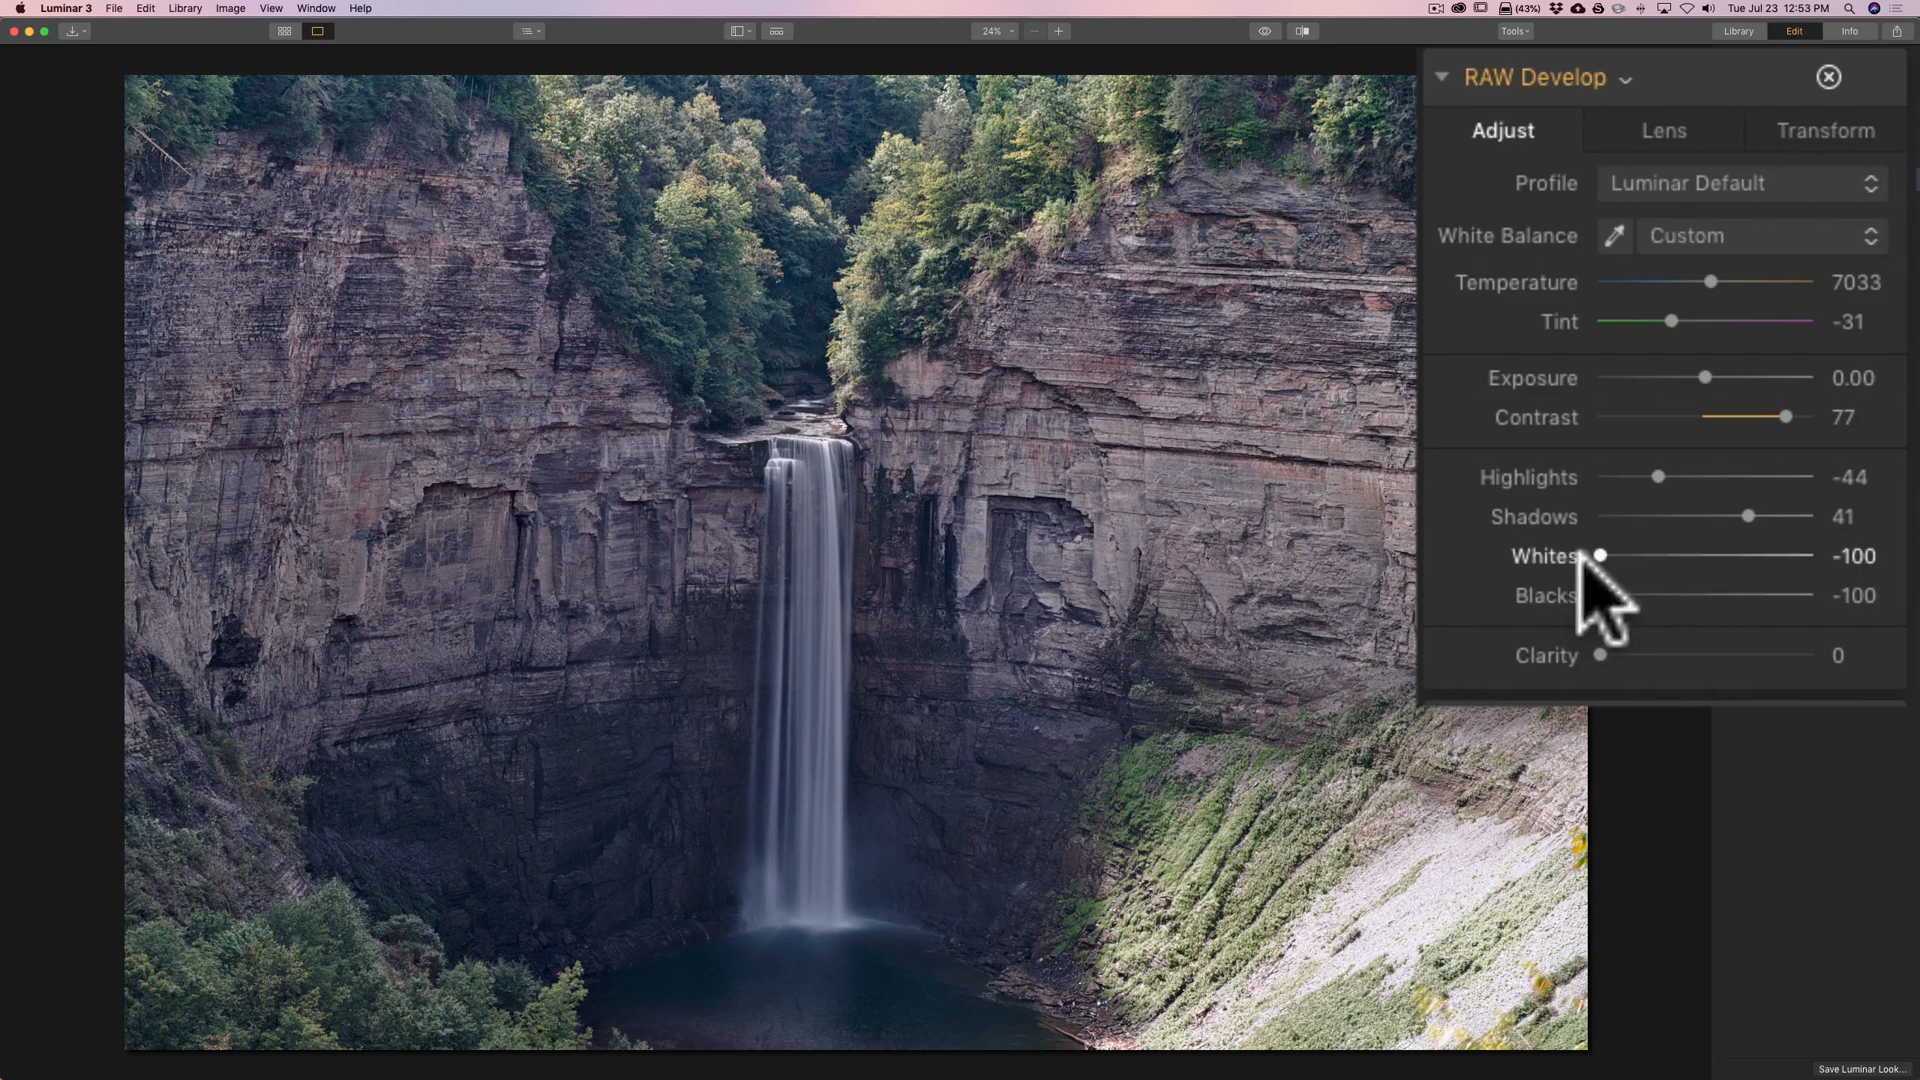 Luminar 3 File Edit Library Image View Window Help (43%) Tue Jul 23 12:53 PM
24% Tools Library Edit Info
RAW Develop
Adjust Lens Transform
Profile Luminar Default
White Balance Custom
Temperature 7033
Tint -31
Exposure 0.00
Contrast 77
Highlights -44
Shadows 41
Whites -100
Blacks -100
Clarity 0
Save Luminar Look...